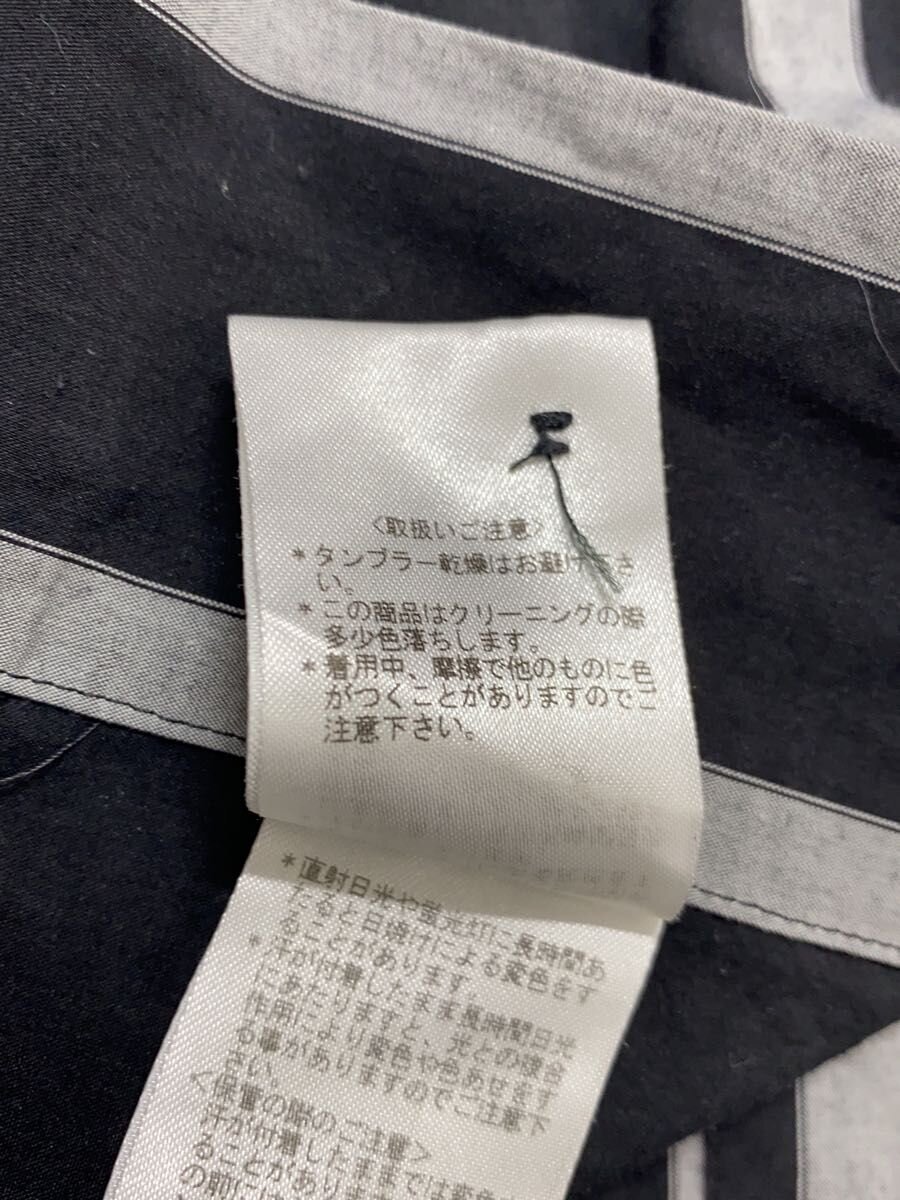 〈取扱いご注意〉
*タンブラー乾燥はお避け下さ
い。
*この商品はクリーニングの際
多少色落ちします。
*着用中、摩擦で他のものに色
がつくことがありますのでご
注意下さい。
*直射日光や蛍光灯に長時間あ
たると日焼けによる変色をす
ることがあります
*汗が付着したまま長時間日光
にあたりますと、光との複合
作用により変色や色あせをす
る事がありますのでご注意下
さい。
〈保管の際のご注意〉
汗が付着したままでは変色
ることがあります
の前には